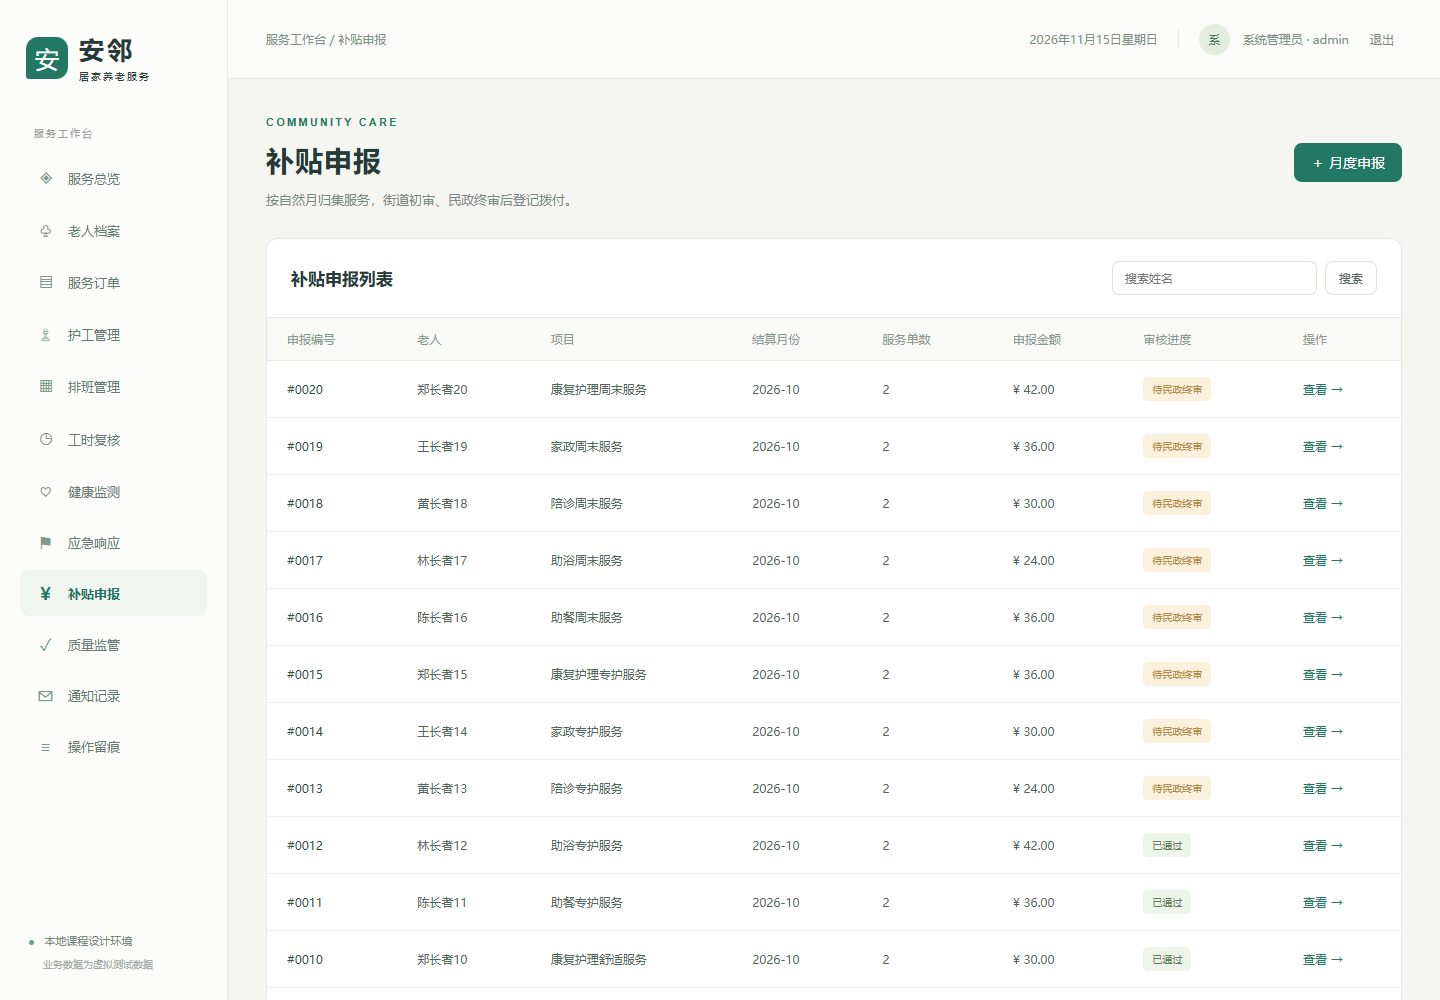 安
安邻
居家养老服务
服务工作台
服务总览
老人档案
服务订单
护工管理
排班管理
工时复核
健康监测
应急响应
¥ 补贴申报
质量监管
通知记录
操作留痕
本地课程设计环境
业务数据为虚拟测试数据
服务工作台 / 补贴申报
2026年11月15日星期日
系 系统管理员 · admin 退出
COMMUNITY CARE
补贴申报
按自然月归集服务，街道初审、民政终审后登记拨付。
+ 月度申报
补贴申报列表
搜索姓名 搜索
申报编号 老人 项目 结算月份 服务单数 申报金额 审核进度 操作
#0020 郑长者20 康复护理周末服务 2026-10 2 ¥ 42.00 待民政终审 查看 →
#0019 王长者19 家政周末服务 2026-10 2 ¥ 36.00 待民政终审 查看 →
#0018 黄长者18 陪诊周末服务 2026-10 2 ¥ 30.00 待民政终审 查看 →
#0017 林长者17 助浴周末服务 2026-10 2 ¥ 24.00 待民政终审 查看 →
#0016 陈长者16 助餐周末服务 2026-10 2 ¥ 36.00 待民政终审 查看 →
#0015 郑长者15 康复护理专护服务 2026-10 2 ¥ 36.00 待民政终审 查看 →
#0014 王长者14 家政专护服务 2026-10 2 ¥ 30.00 待民政终审 查看 →
#0013 黄长者13 陪诊专护服务 2026-10 2 ¥ 24.00 待民政终审 查看 →
#0012 林长者12 助浴专护服务 2026-10 2 ¥ 42.00 已通过 查看 →
#0011 陈长者11 助餐专护服务 2026-10 2 ¥ 36.00 已通过 查看 →
#0010 郑长者10 康复护理舒适服务 2026-10 2 ¥ 30.00 已通过 查看 →